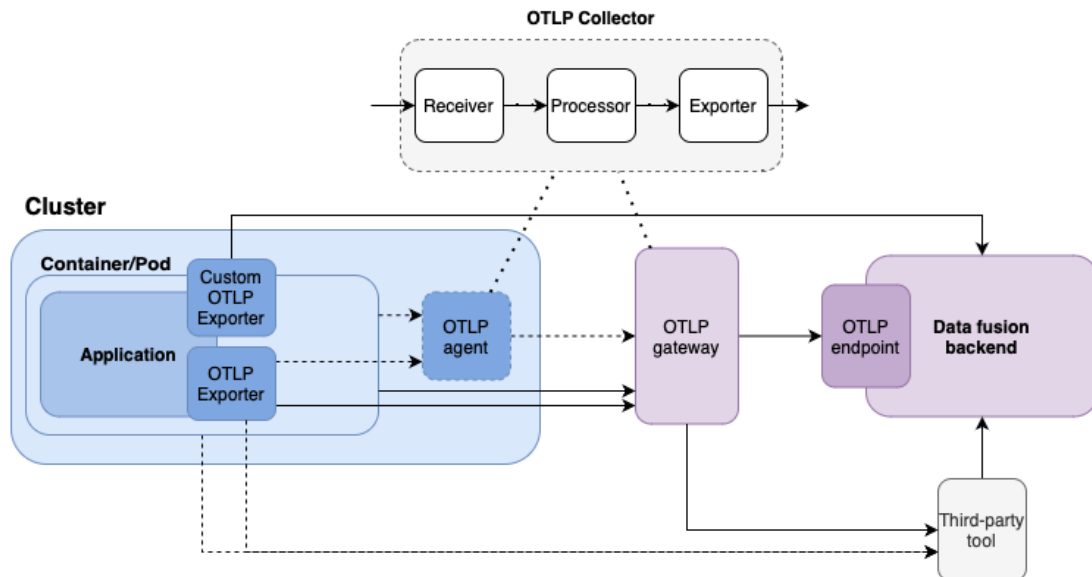 OTLP Collector
Receiver
Processor
Exporter
Cluster
Container/Pod
Custom
OTLP
Exporter
Application
OTLP
Exporter
OTLP
agent
OTLP
gateway
OTLP
endpoint
Data fusion
backend
Third-party
tool